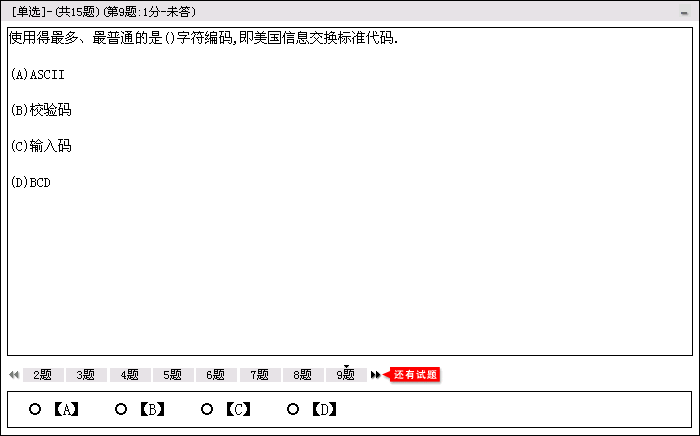 [单选]-(共15题)(第9题:1分-未答)
使用得最多、最普通的是()字符编码,即美国信息交换标准代码.
(A)ASCII
(B)校验码
(C)输入码
(D)BCD
2题 3题 4题 5题 6题 7题 8题 9题 还有试题
【A】 【B】 【C】 【D】